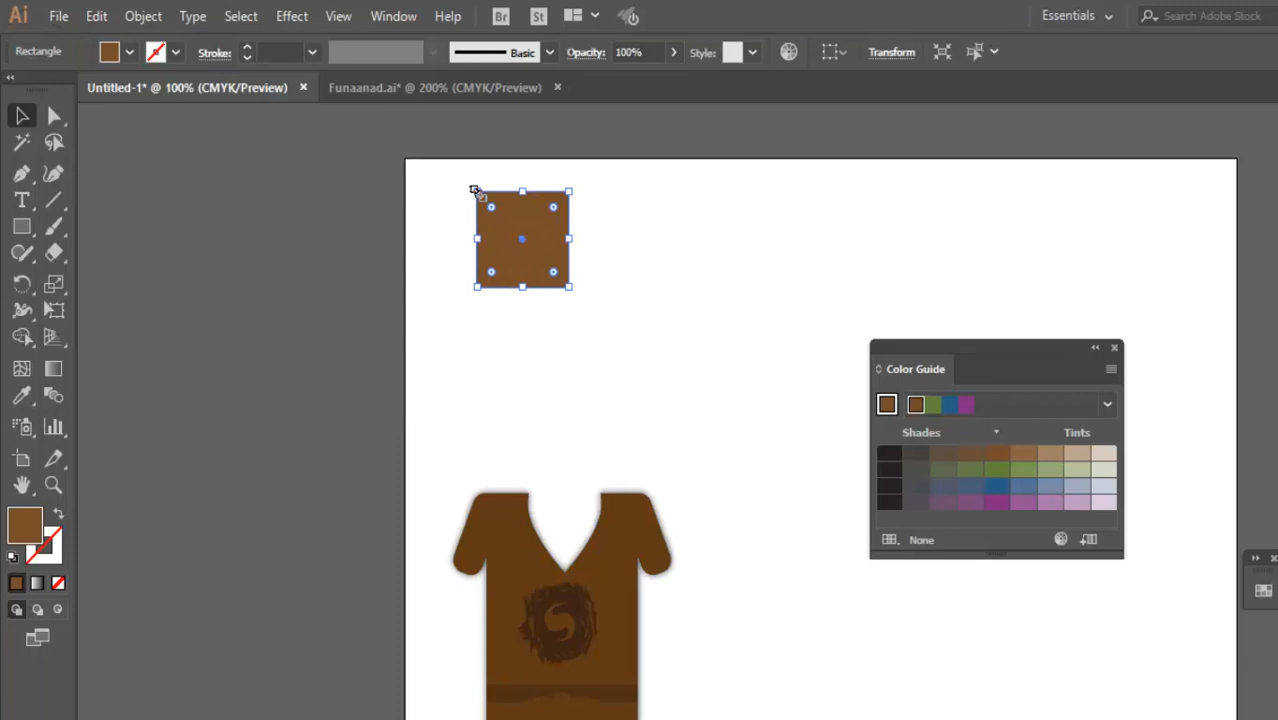 Ai File Edit Object Type Select Effect View Window Help Br St Essentials Search Adobe Stock
Rectangle Stroke: Basic Opacity: 100% Style: Transform
Untitled-1* @ 100% (CMYK/Preview) × Funaanad.ai* @ 200% (CMYK/Preview) ×
Color Guide
Shades Tints
None
S